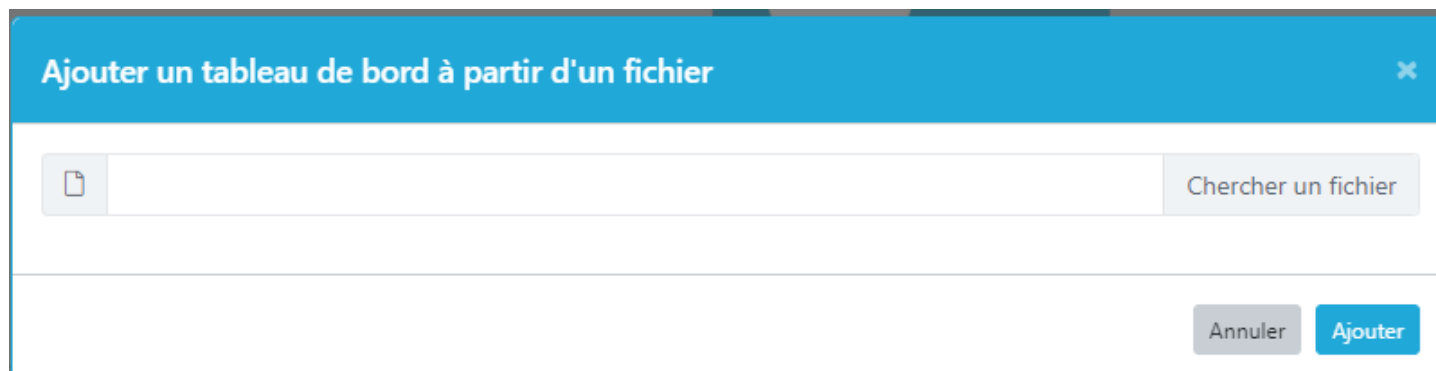 Ajouter un tableau de bord à partir d'un fichier
Chercher un fichier
Annuler
Ajouter